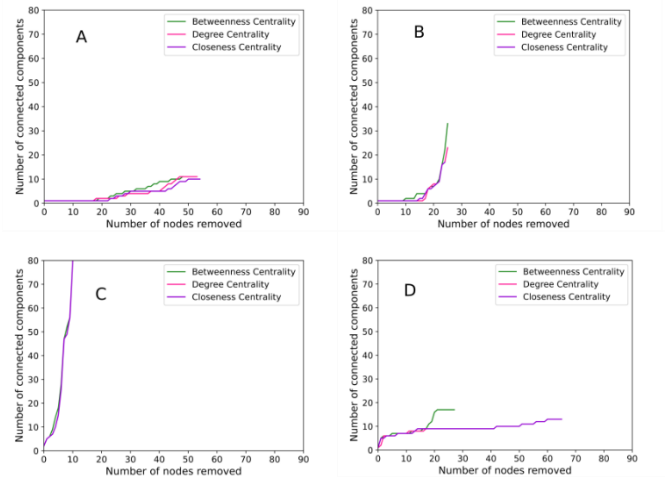 A
Betweenness Centrality
Degree Centrality
Closeness Centrality
Number of connected components
80
70
60
50
40
30
20
10
0
0 10 20 30 40 50 60 70 80 90
Number of nodes removed
B
Betweenness Centrality
Degree Centrality
Closeness Centrality
Number of connected components
80
70
60
50
40
30
20
10
0
0 10 20 30 40 50 60 70 80 90
Number of nodes removed
C
Betweenness Centrality
Degree Centrality
Closeness Centrality
Number of connected components
80
70
60
50
40
30
20
10
0
0 10 20 30 40 50 60 70 80 90
Number of nodes removed
D
Betweenness Centrality
Degree Centrality
Closeness Centrality
Number of connected components
80
70
60
50
40
30
20
10
0
0 10 20 30 40 50 60 70 80 90
Number of nodes removed